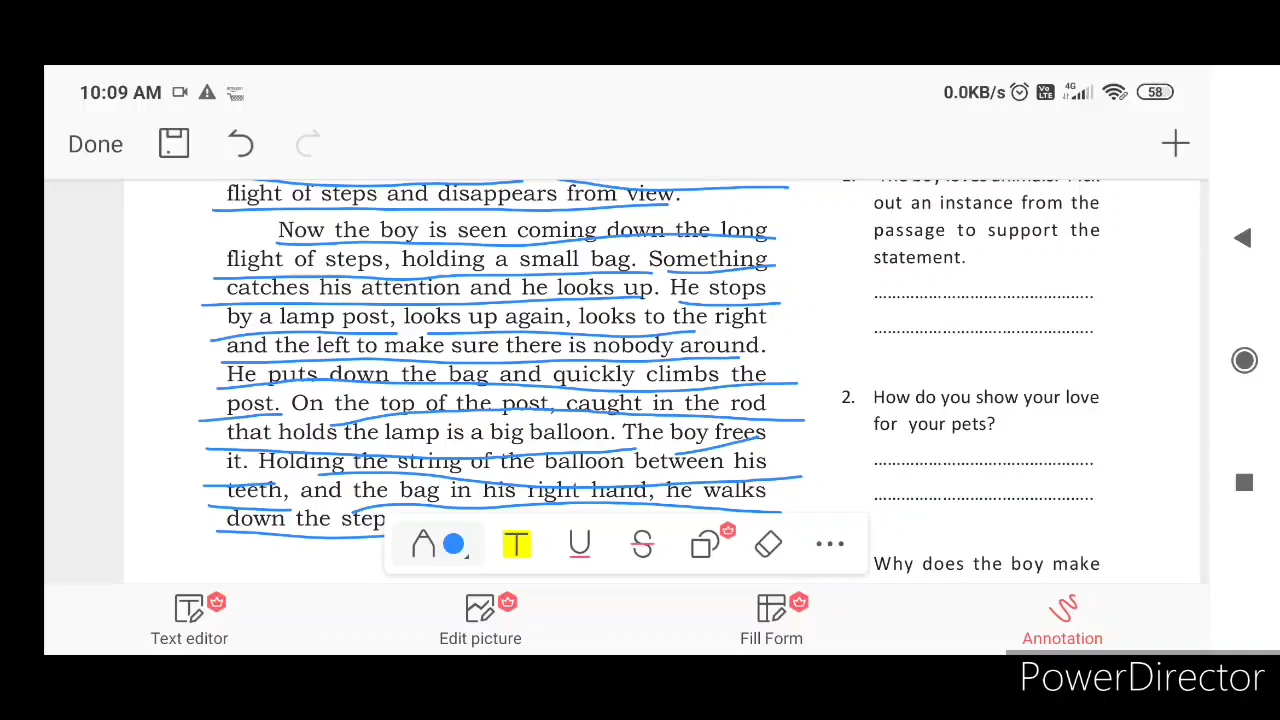 10:09 AM
0.0KB/s 4G Vo LTE 58
Done
flight of steps and disappears from view.
Now the boy is seen coming down the long
flight of steps, holding a small bag. Something
catches his attention and he looks up. He stops
by a lamp post, looks up again, looks to the right
and the left to make sure there is nobody around.
He puts down the bag and quickly climbs the
post. On the top of the post, caught in the rod
that holds the lamp is a big balloon. The boy frees
it. Holding the string of the balloon between his
teeth, and the bag in his right hand, he walks
down the step
out an instance from the
passage to support the
statement.
2. How do you show your love
for your pets?
Why does the boy make
Text editor
Edit picture
Fill Form
Annotation
PowerDirector